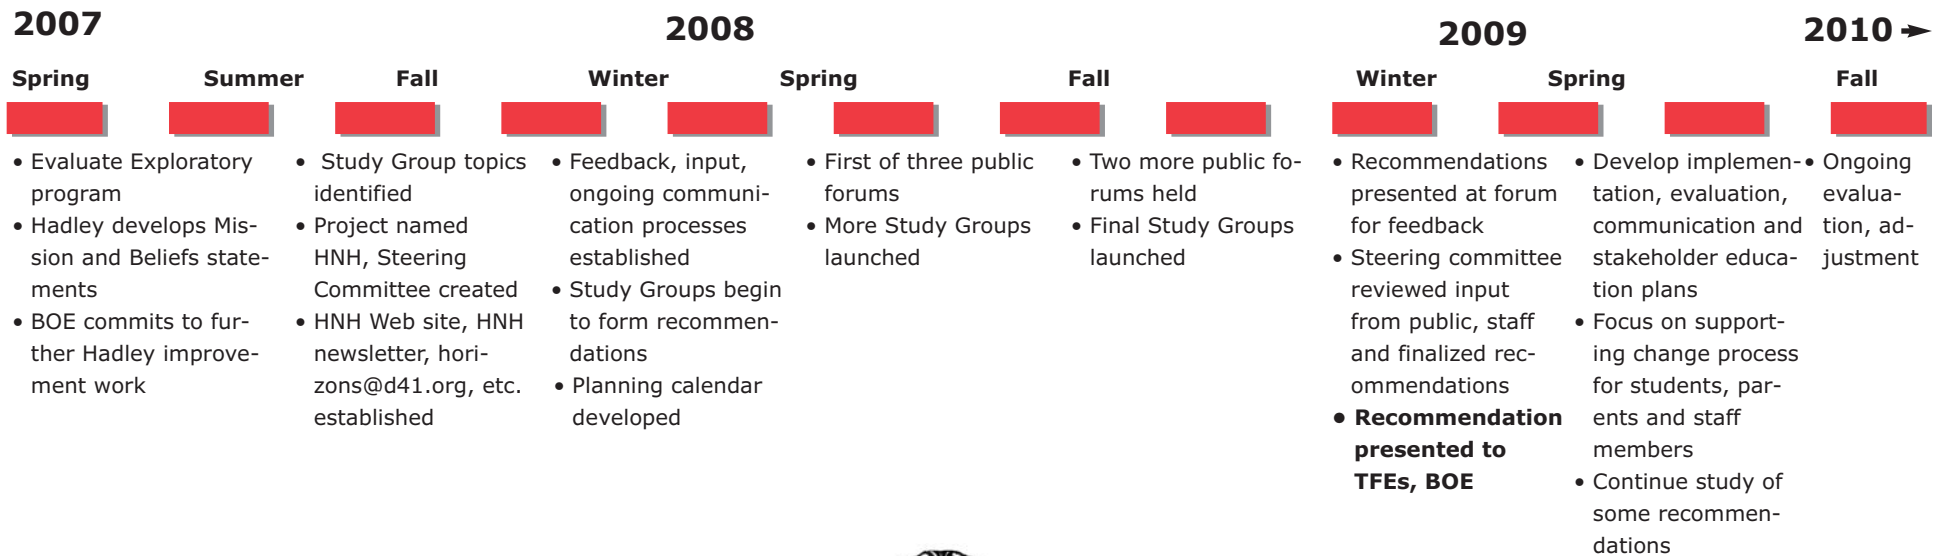 2007
2008
2009
2010
Spring Summer Fall Winter Spring Fall Winter Spring Fall
• Evaluate Exploratory
program
• Hadley develops Mis-
sion and Beliefs state-
ments
• BOE commits to fur-
ther Hadley improve-
ment work
• Study Group topics
identified
• Project named
HNH, Steering
Committee created
• HNH Web site, HNH
newsletter, hori-
zons@d41.org, etc.
established
• Feedback, input,
ongoing communi-
cation processes
established
• Study Groups begin
to form recommen-
dations
• Planning calendar
developed
• First of three public
forums
• More Study Groups
launched
• Two more public fo-
rums held
• Final Study Groups
launched
• Recommendations
presented at forum
for feedback
• Steering committee
reviewed input
from public, staff
and finalized rec-
ommendations
• Recommendation
presented to
TFEs, BOE
• Develop implemen-
tation, evaluation,
communication and
stakeholder educa-
tion plans
• Focus on support-
ing change process
for students, par-
ents and staff
members
• Continue study of
some recommen-
dations
• Ongoing
evalua-
tion, ad-
justment